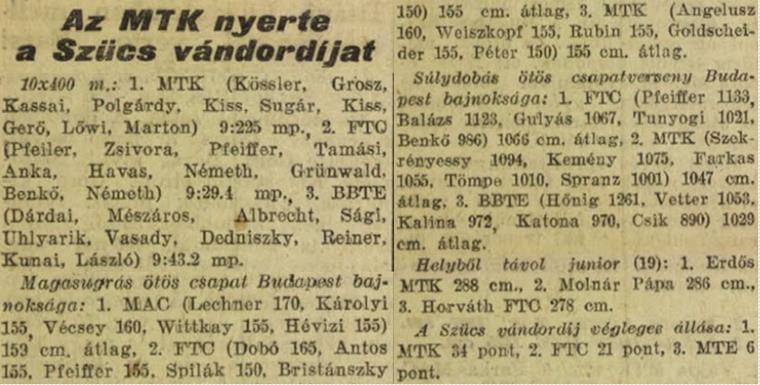 Az MTK nyerte
a Szücs vándordíjat
10x400 m.: 1. MTK (Kössler, Grosz,
Kassai, Polgárdy, Kiss, Sugár, Kiss,
Gerő, Lőwi, Marton) 9:225 mp., 2. FTC
(Pfeiler, Zsivora, Pfeiffer, Tamási,
Anka, Havas, Németh, Grünwald,
Benkő, Németh) 9:29.4 mp., 3. BBTE
(Dárdai, Mészáros, Albrecht, Ságl,
Uhlyarik, Vasady, Dedniszky, Reiner,
Kunai, László) 9:43.2 mp.
Magasugrás ötös csapat Budapest baj-
noksága: 1. MAC (Lechner 170, Károlyi
155, Vécsey 160, Wittkay 155, Hévizi 155)
159 cm. átlag, 2. FTC (Dobó 165, Antos
155, Pfeiffer 155, Spilák 150, Bristánszky
150) 155 cm. átlag, 3. MTK (Angelusz
160, Weiszkopf 155, Rubin 155, Goldschei-
der 155, Péter 150) 155 cm. átlag.
Súlydobás ötös csapatverseny Buda-
pest bajnoksága: 1. FTC (Pfeiffer 1133,
Balázs 1123, Gulyás 1067, Tunyogi 1021,
Benkő 986) 1066 cm. átlag, 2. MTK (Szek-
rényessy 1094, Kemény 1075, Farkas
1055, Tömpe 1010, Spranz 1001) 1047 cm.
átlag, 3. BBTE (Hőnig 1261, Vetter 1053,
Kalina 972, Katona 970, Csik 890) 1029
cm. átlag.
Helyből távol junior (19): 1. Erdős
MTK 288 cm., 2. Molnár Pápa 286 cm.,
3. Horváth FTC 278 cm.
A Szücs vándordíj végleges állása: 1.
MTK 34 pont, 2. FTC 21 pont, 3. MTE 6
pont.